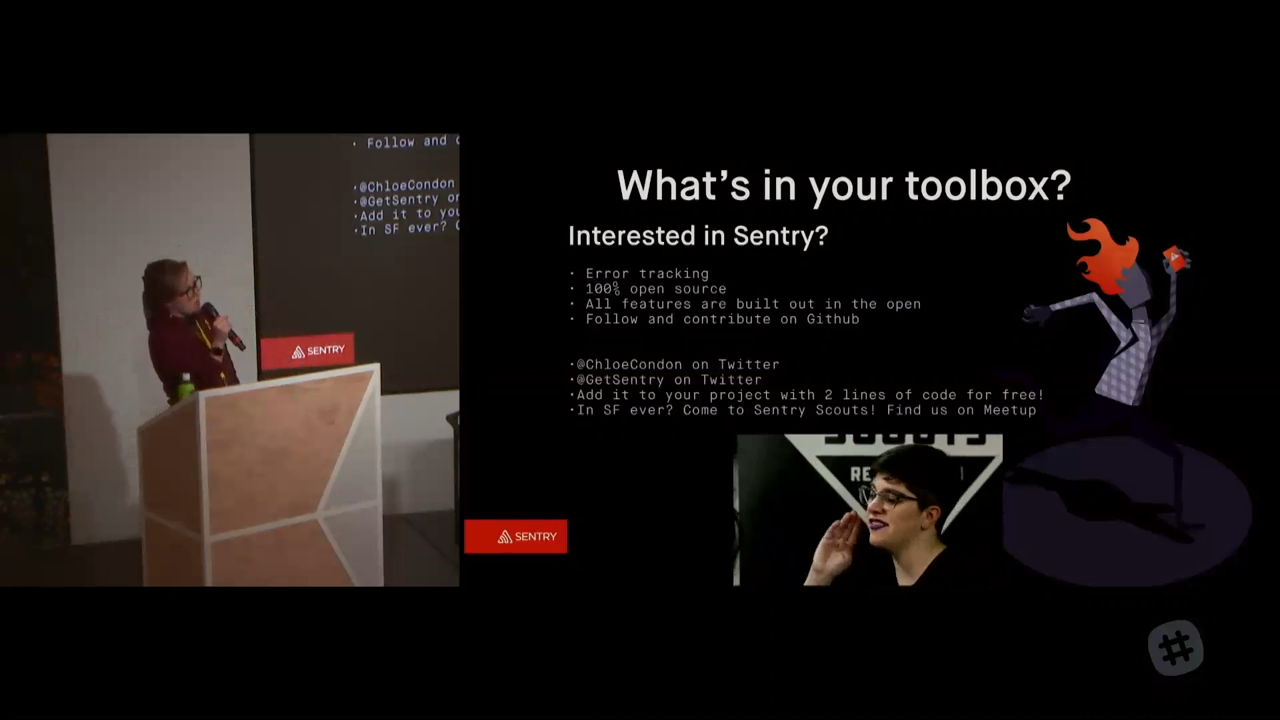 · Follow and
·@ChloeCondon
·@GetSentry on
·Add it to you
·In SF ever?
SENTRY
What's in your toolbox?
Interested in Sentry?
· Error tracking
· 100% open source
· All features are built out in the open
· Follow and contribute on Github
·@ChloeCondon on Twitter
·@GetSentry on Twitter
·Add it to your project with 2 lines of code for free!
·In SF ever? Come to Sentry Scouts! Find us on Meetup
SENTRY